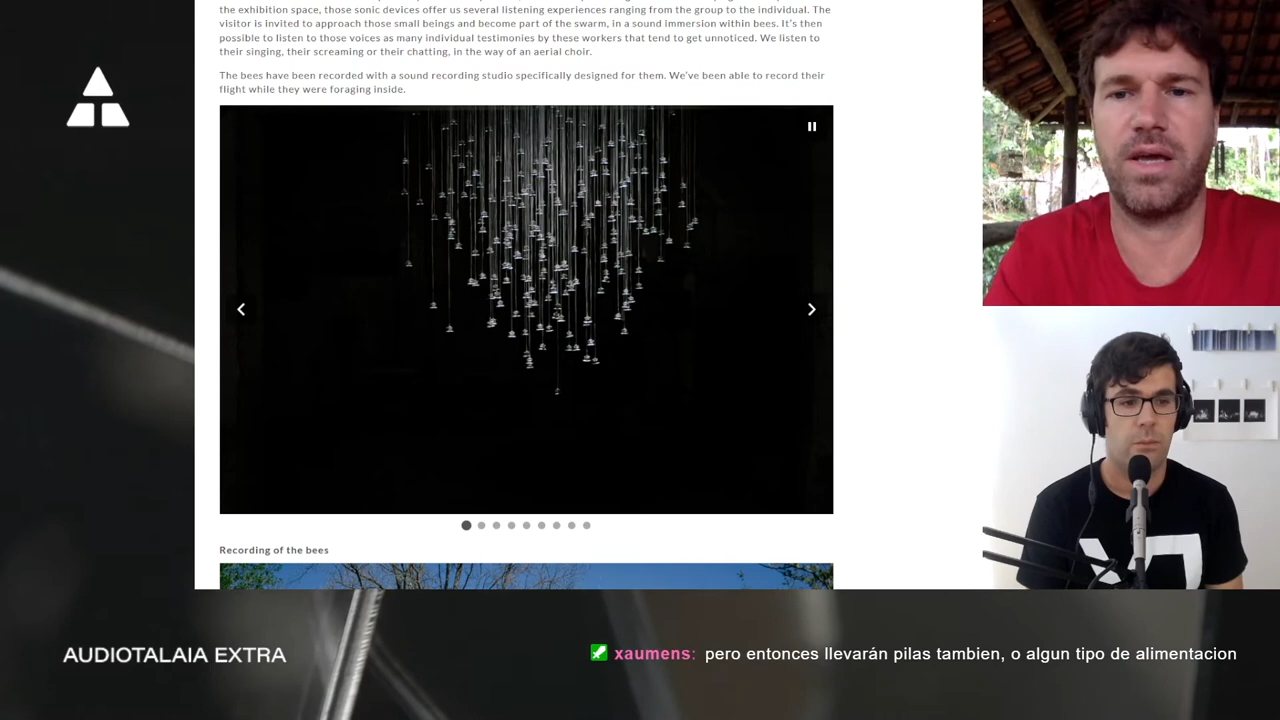 the exhibition space, those sonic devices offer us several listening experiences ranging from the group to the individual. The
visitor is invited to approach those small beings and become part of the swarm, in a sound immersion within bees. It's then
possible to listen to those voices as many individual testimonies by these workers that tend to get unnoticed. We listen to
their singing, their screaming or their chatting, in the way of an aerial choir.
The bees have been recorded with a sound recording studio specifically designed for them. We've been able to record their
flight while they were foraging inside.
Recording of the bees
AUDIOTALAIA EXTRA
xaumens: pero entonces llevarán pilas tambien, o algun tipo de alimentacion